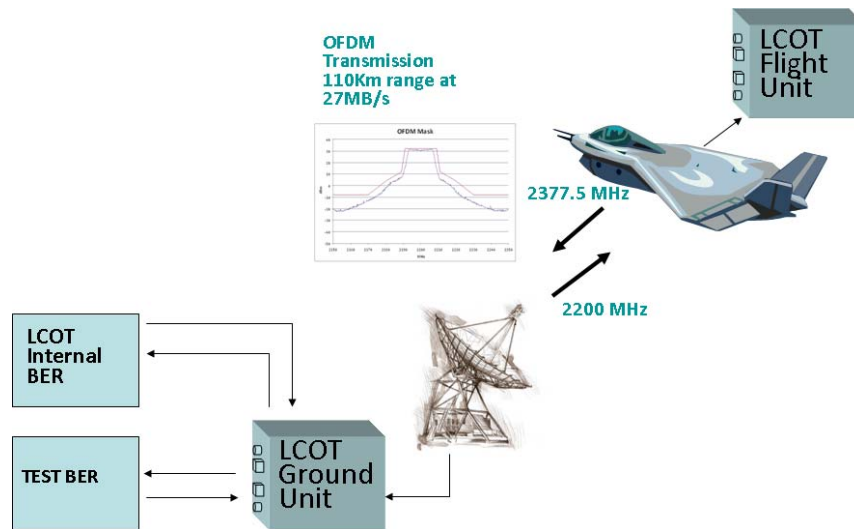 OFDM
Transmission
110Km range at
27MB/s
LCOT
Flight
Unit
OFDM Mask
2377.5 MHz
2200 MHz
LCOT
Internal
BER
TEST BER
LCOT
Ground
Unit